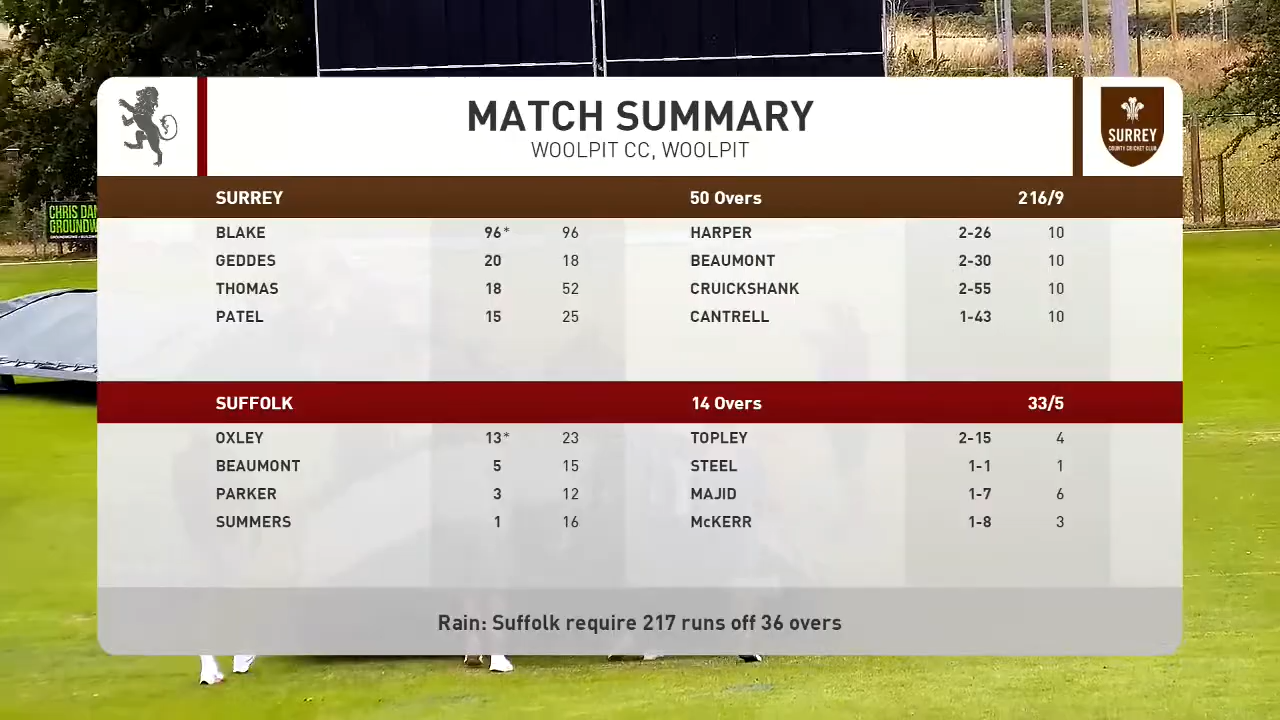 MATCH SUMMARY
WOOLPIT CC, WOOLPIT
SURREY
COUNTY CRICKET CLUB
SURREY 50 Overs 216/9
BLAKE 96* 96 HARPER 2-26 10
GEDDES 20 18 BEAUMONT 2-30 10
THOMAS 18 52 CRUICKSHANK 2-55 10
PATEL 15 25 CANTRELL 1-43 10
CHRIS DAN
GROUNDW
SUFFOLK 14 Overs 33/5
OXLEY 13* 23 TOPLEY 2-15 4
BEAUMONT 5 15 STEEL 1-1 1
PARKER 3 12 MAJID 1-7 6
SUMMERS 1 16 McKERR 1-8 3
Rain: Suffolk require 217 runs off 36 overs